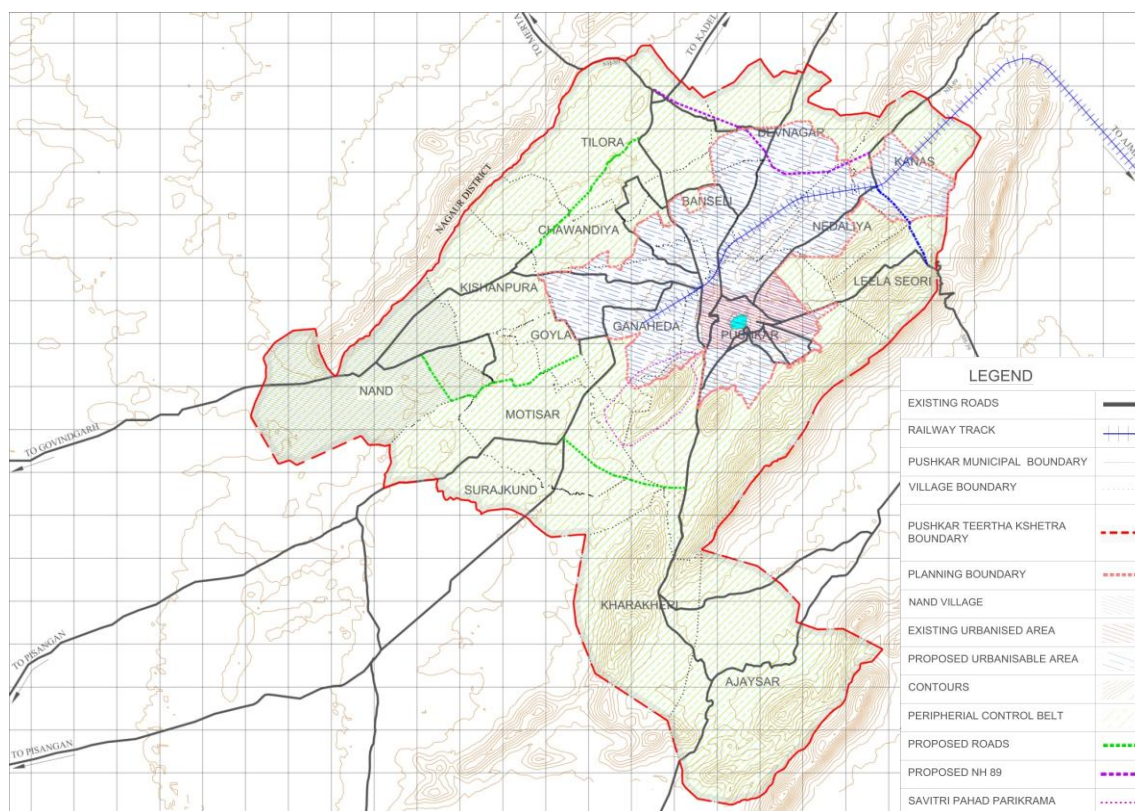 TO MERTA
TO KADEL
TO AJM
DEVNAGAR
TILORA
KANAS
NAGAUR DISTRICT
BANSELI
CHAWANDIYA
NEDALIYA
KISHANPURA
LEELA SEORI
GOYLA
GANAHEDA
PUSHKAR
NAND
MOTISAR
TO GOVINDGARH
SURAJKUND
KHARAKHERI
TO PISANGAN
AJAYSAR
TO PISANGAN
LEGEND
EXISTING ROADS
RAILWAY TRACK
PUSHKAR MUNICIPAL BOUNDARY
VILLAGE BOUNDARY
PUSHKAR TEERTHA KSHETRA
BOUNDARY
PLANNING BOUNDARY
NAND VILLAGE
EXISTING URBANISED AREA
PROPOSED URBANISABLE AREA
CONTOURS
PERIPHERIAL CONTROL BELT
PROPOSED ROADS
PROPOSED NH 89
SAVITRI PAHAD PARIKRAMA